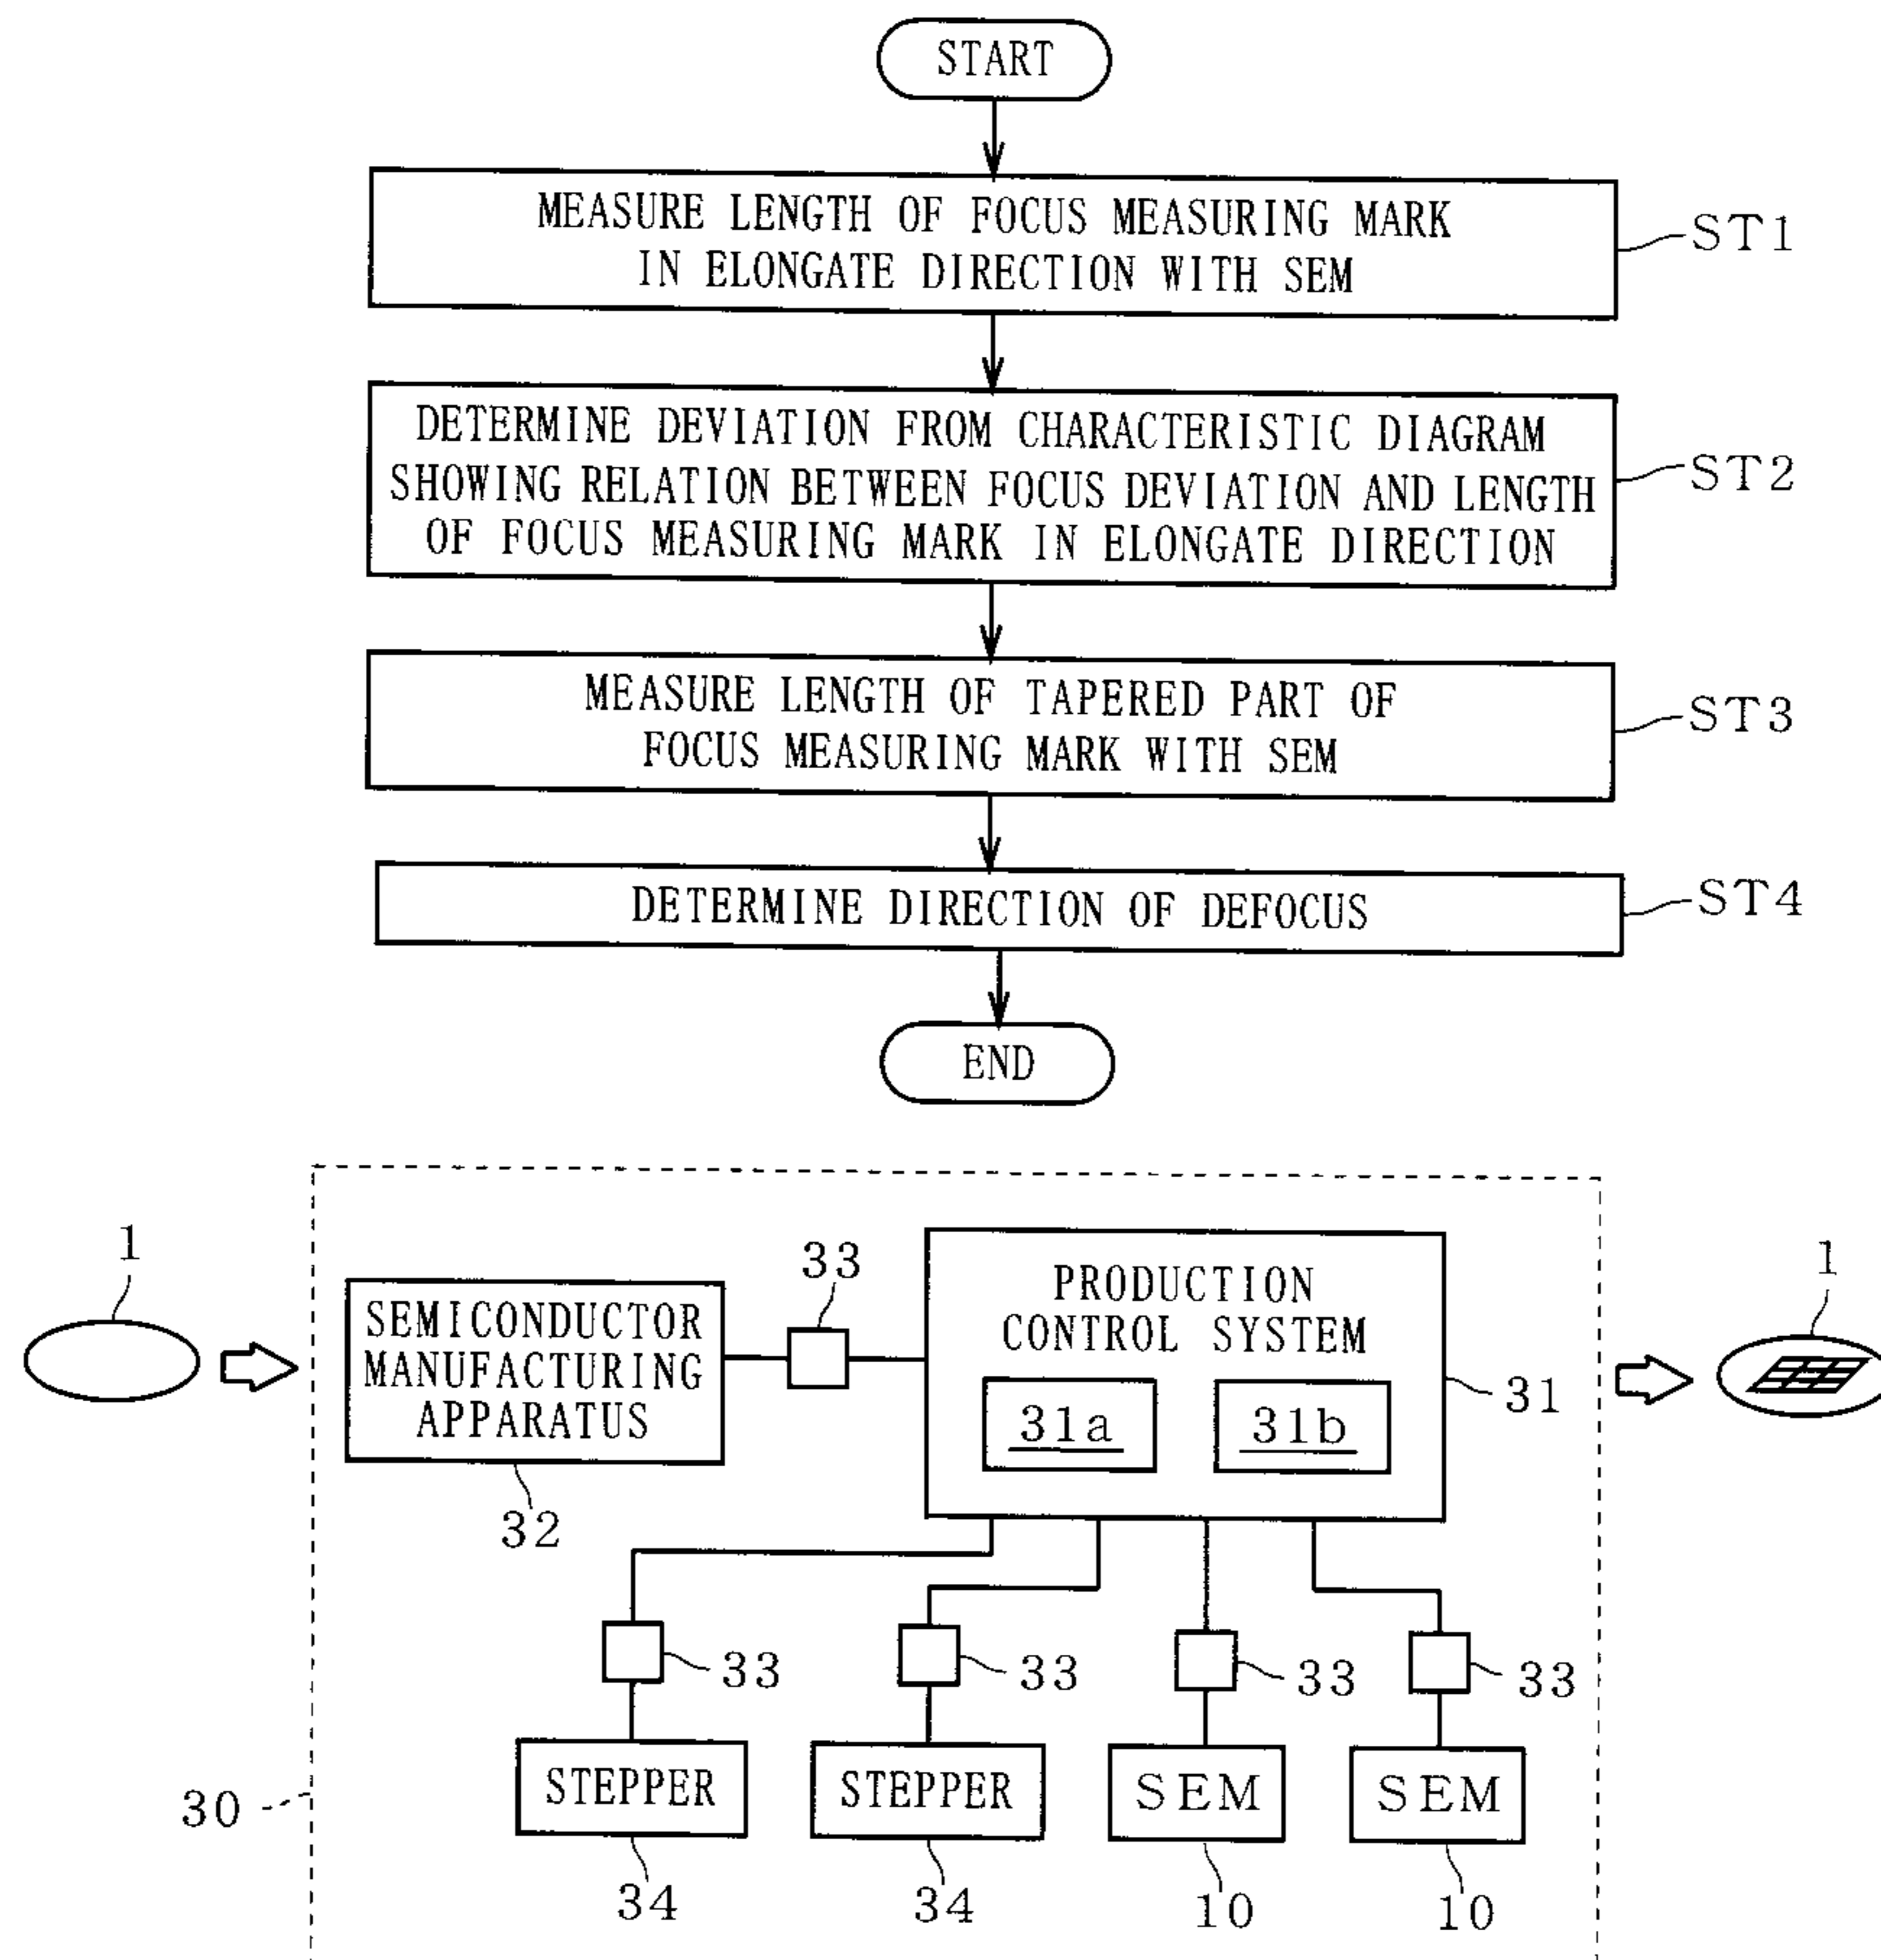 START
MEASURE LENGTH OF FOCUS MEASURING MARK
IN ELONGATE DIRECTION WITH SEM
ST1
DETERMINE DEVIATION FROM CHARACTERISTIC DIAGRAM
SHOWING RELATION BETWEEN FOCUS DEVIATION AND LENGTH
OF FOCUS MEASURING MARK IN ELONGATE DIRECTION
ST2
MEASURE LENGTH OF TAPERED PART OF
FOCUS MEASURING MARK WITH SEM
ST3
DETERMINE DIRECTION OF DEFOCUS
ST4
END
1
SEMICONDUCTOR
MANUFACTURING
APPARATUS
32
33
PRODUCTION
CONTROL SYSTEM
31a
31b
31
1
33
33
33
33
STEPPER
STEPPER
SEM
SEM
30
34
34
10
10